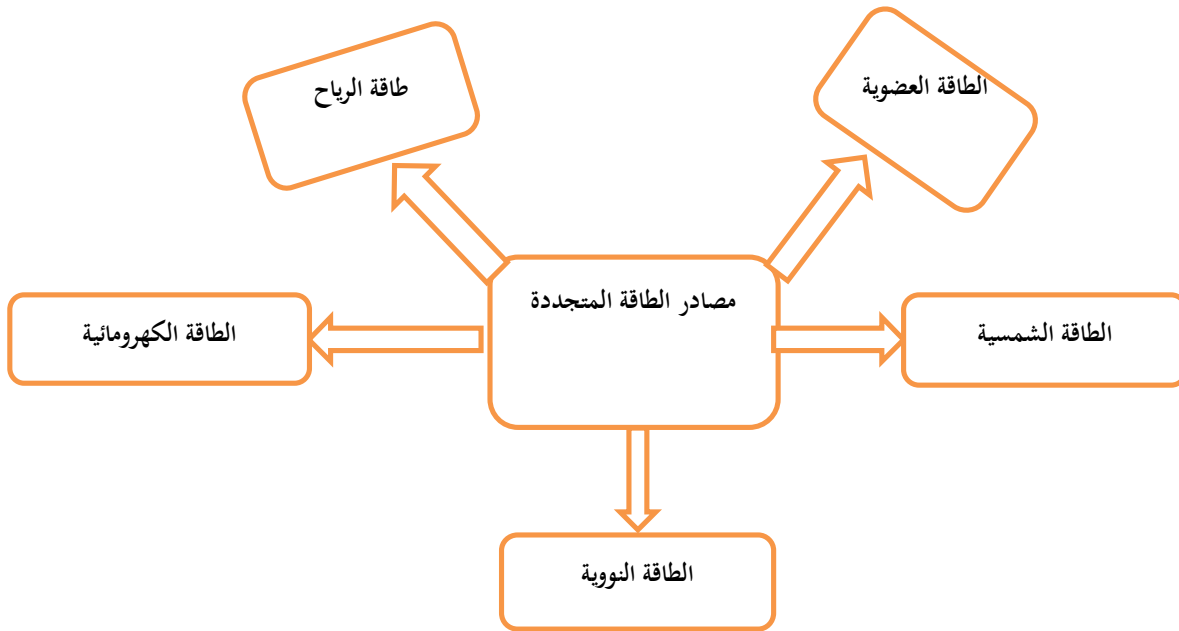 الطاقة العضوية
طاقة الرياح
مصادر الطاقة المتجددة
الطاقة الشمسية
الطاقة الكهرومائية
الطاقة النووية